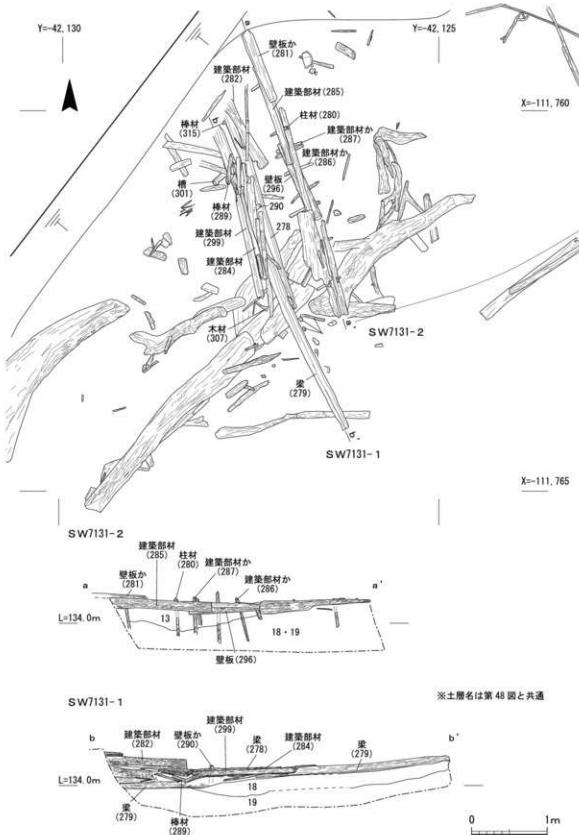 Y=-42, 130
Y=-42, 125
壁板か
(281)
建築部材
(282)
建築部材(285)
X=-111, 760
柱材(280)
棒材
(315)
b
建築部材か
(287)
建築部材か
(286)
槽
(301)
壁板
(296)
290
棒材
(289)
278
建築部材
(299)
建築部材
(284)
木材
(307)
SW7131-2
梁
(279)
b'
SW7131-1
X=-111, 765
SW7131-2
建築部材
(285)
柱材
(280)
建築部材か
(287)
建築部材か
(286)
壁板か
(281)
a
a'
L=134.0m
13
18・19
壁板(296)
SW7131-1
※土層名は第 48 図と共通
建築部材
(299)
壁板か
(290)
梁
(278)
建築部材
(284)
梁
(279)
建築部材
(282)
b
b'
L=134.0m
18
19
梁
(279)
棒材
(289)
0
1m